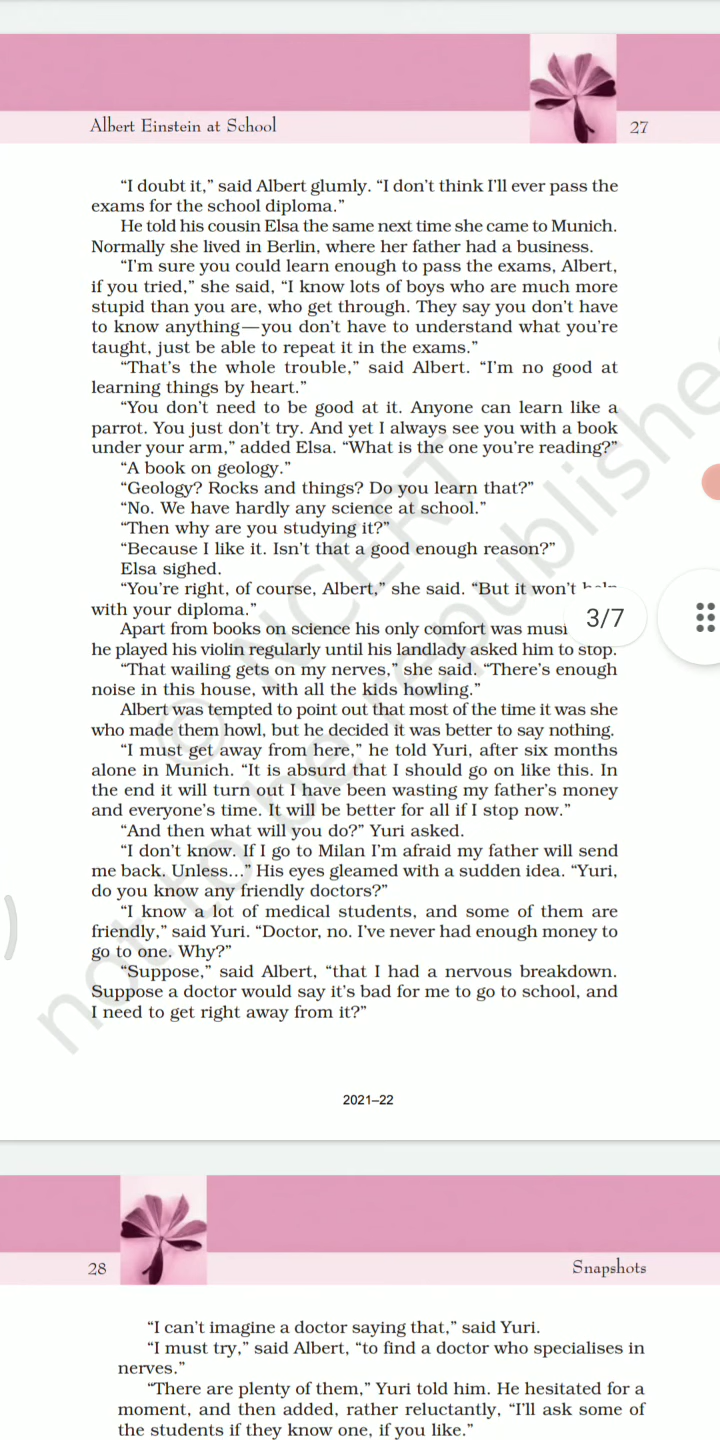 Albert Einstein at School
27
“I doubt it,” said Albert glumly. “I don’t think I’ll ever pass the
exams for the school diploma.”
He told his cousin Elsa the same next time she came to Munich.
Normally she lived in Berlin, where her father had a business.
“I’m sure you could learn enough to pass the exams, Albert,
if you tried,” she said, “I know lots of boys who are much more
stupid than you are, who get through. They say you don’t have
to know anything—you don’t have to understand what you’re
taught, just be able to repeat it in the exams.”
“That’s the whole trouble,” said Albert. “I’m no good at
learning things by heart.”
“You don’t need to be good at it. Anyone can learn like a
parrot. You just don’t try. And yet I always see you with a book
under your arm,” added Elsa. “What is the one you’re reading?”
“A book on geology.”
“Geology? Rocks and things? Do you learn that?”
“No. We have hardly any science at school.”
“Then why are you studying it?”
“Because I like it. Isn’t that a good enough reason?”
Elsa sighed.
“You’re right, of course, Albert,” she said. “But it won’t
with your diploma.”
3/7
Apart from books on science his only comfort was
he played his violin regularly until his landlady asked him to stop.
“That wailing gets on my nerves,” she said. “There’s enough
noise in this house, with all the kids howling.”
Albert was tempted to point out that most of the time it was she
who made them howl, but he decided it was better to say nothing.
“I must get away from here,” he told Yuri, after six months
alone in Munich. “It is absurd that I should go on like this. In
the end it will turn out I have been wasting my father’s money
and everyone’s time. It will be better for all if I stop now.”
“And then what will you do?” Yuri asked.
“I don’t know. If I go to Milan I’m afraid my father will send
me back. Unless...” His eyes gleamed with a sudden idea. “Yuri,
do you know any friendly doctors?”
“I know a lot of medical students, and some of them are
friendly,” said Yuri. “Doctor, no. I’ve never had enough money to
go to one. Why?”
“Suppose,” said Albert, “that I had a nervous breakdown.
Suppose a doctor would say it’s bad for me to go to school, and
I need to get right away from it?”
© NCERT
not to be republished
2021–22
28
Snapshots
“I can’t imagine a doctor saying that,” said Yuri.
“I must try,” said Albert, “to find a doctor who specialises in
nerves.”
“There are plenty of them,” Yuri told him. He hesitated for a
moment, and then added, rather reluctantly, “I’ll ask some of
the students if they know one, if you like.”